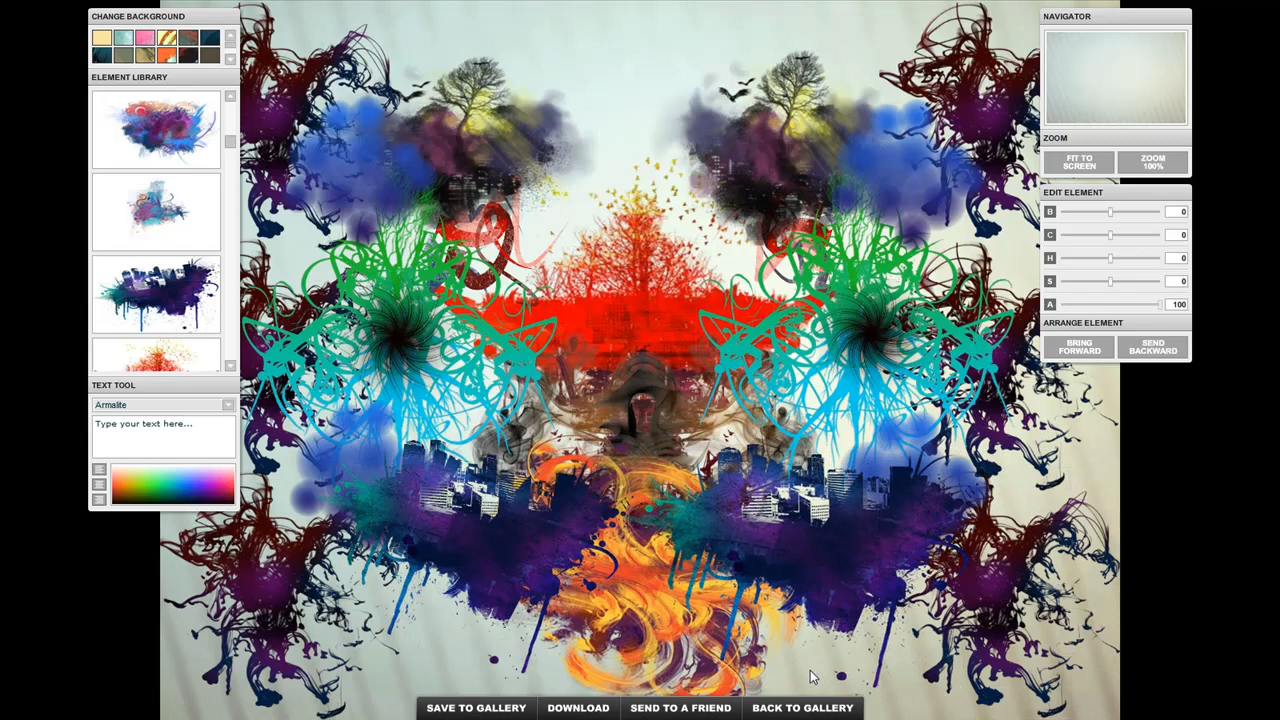 CHANGE BACKGROUND
ELEMENT LIBRARY
TEXT TOOL
Armalite
Type your text here...
NAVIGATOR
ZOOM
FIT TO
SCREEN
ZOOM
100%
EDIT ELEMENT
B 0
C 0
H 0
S 0
A 100
ARRANGE ELEMENT
BRING
FORWARD
SEND
BACKWARD
SAVE TO GALLERY
DOWNLOAD
SEND TO A FRIEND
BACK TO GALLERY